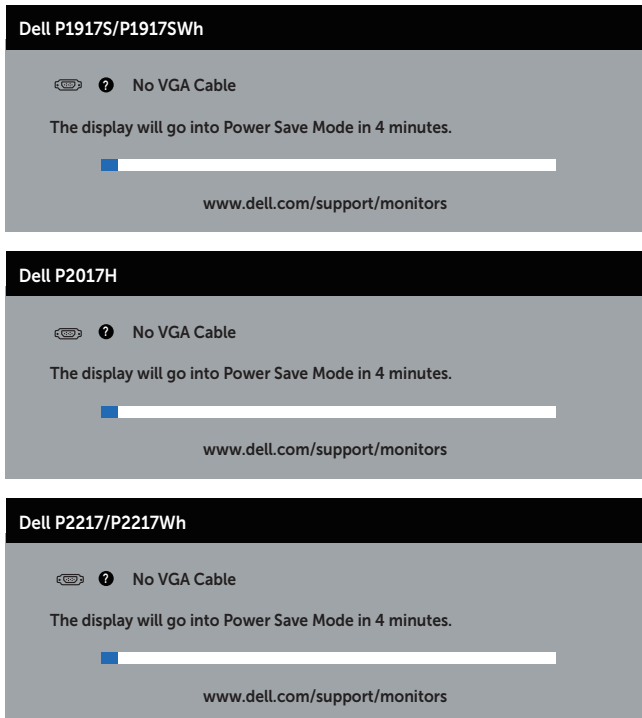 Dell P1917S/P1917SWh
? No VGA Cable
The display will go into Power Save Mode in 4 minutes.
www.dell.com/support/monitors
Dell P2017H
? No VGA Cable
The display will go into Power Save Mode in 4 minutes.
www.dell.com/support/monitors
Dell P2217/P2217Wh
? No VGA Cable
The display will go into Power Save Mode in 4 minutes.
www.dell.com/support/monitors